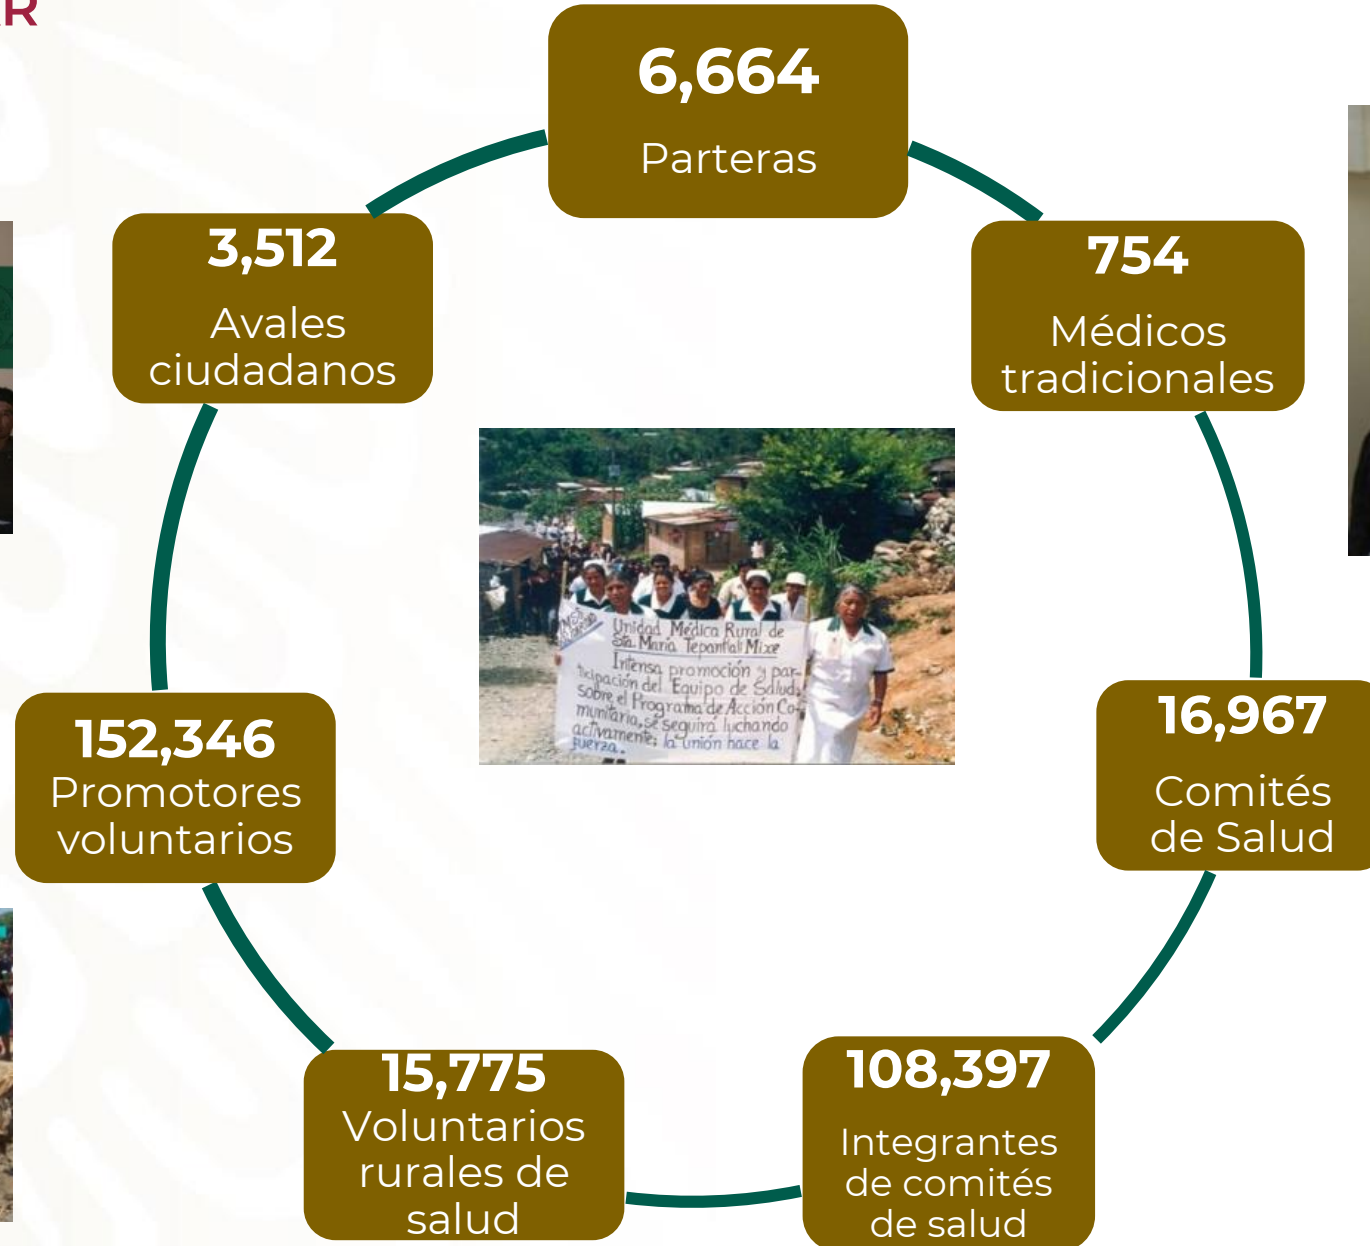 R
6,664
Parteras
3,512
Avales
ciudadanos
754
Médicos
tradicionales
Unidad Médica Rural de
Sta. María Tepantlali Mixe
Intensa promoción y par-
ticipación del Equipo de Salud,
sobre el Programa de Acción Co-
munitaria, se seguirá luchando
activamente; la unión hace la
fuerza.
152,346
Promotores
voluntarios
16,967
Comités
de Salud
15,775
Voluntarios
rurales de
salud
108,397
Integrantes
de comités
de salud